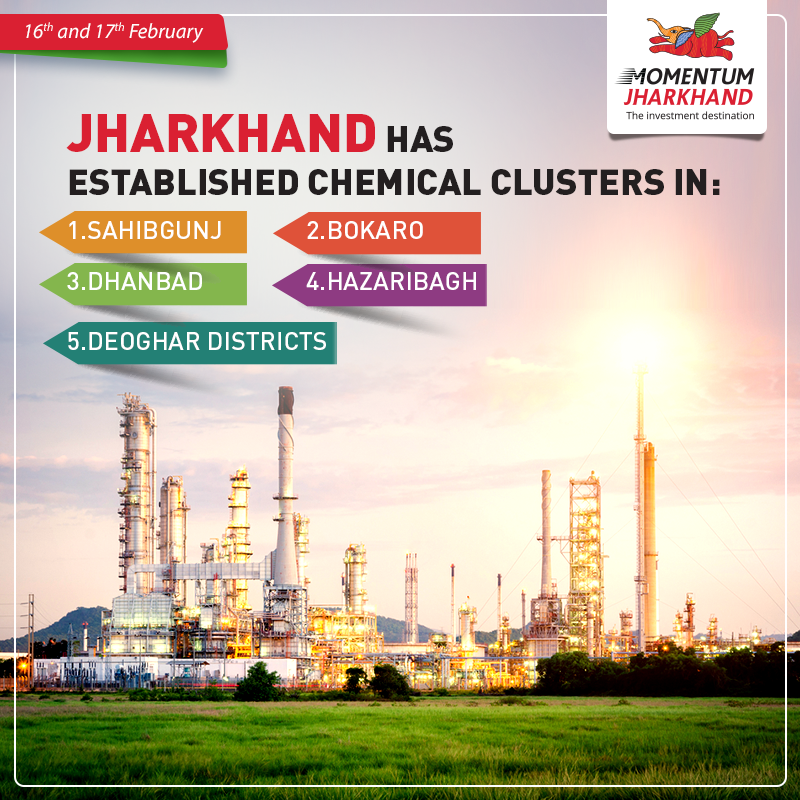 16th and 17th February
MOMENTUM
JHARKHAND
The investment destination
JHARKHAND HAS
ESTABLISHED CHEMICAL CLUSTERS IN:
1.SAHIBGUNJ
2.BOKARO
3.DHANBAD
4.HAZARIBAGH
5.DEOGHAR DISTRICTS